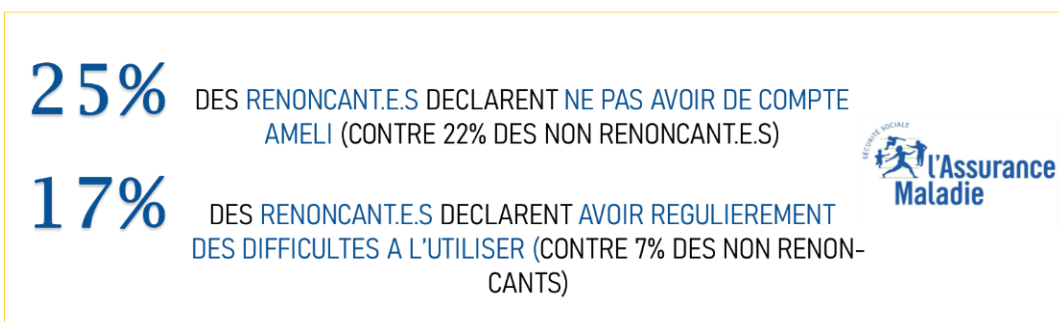 25%
DES RENONCANT.E.S DECLARENT NE PAS AVOIR DE COMPTE
AMELI (CONTRE 22% DES NON RENONCANT.E.S)
SÉCURITÉ SOCIALE
l'Assurance
Maladie
17%
DES RENONCANT.E.S DECLARENT AVOIR REGULIEREMENT
DES DIFFICULTES A L'UTILISER (CONTRE 7% DES NON RENON-
CANTS)